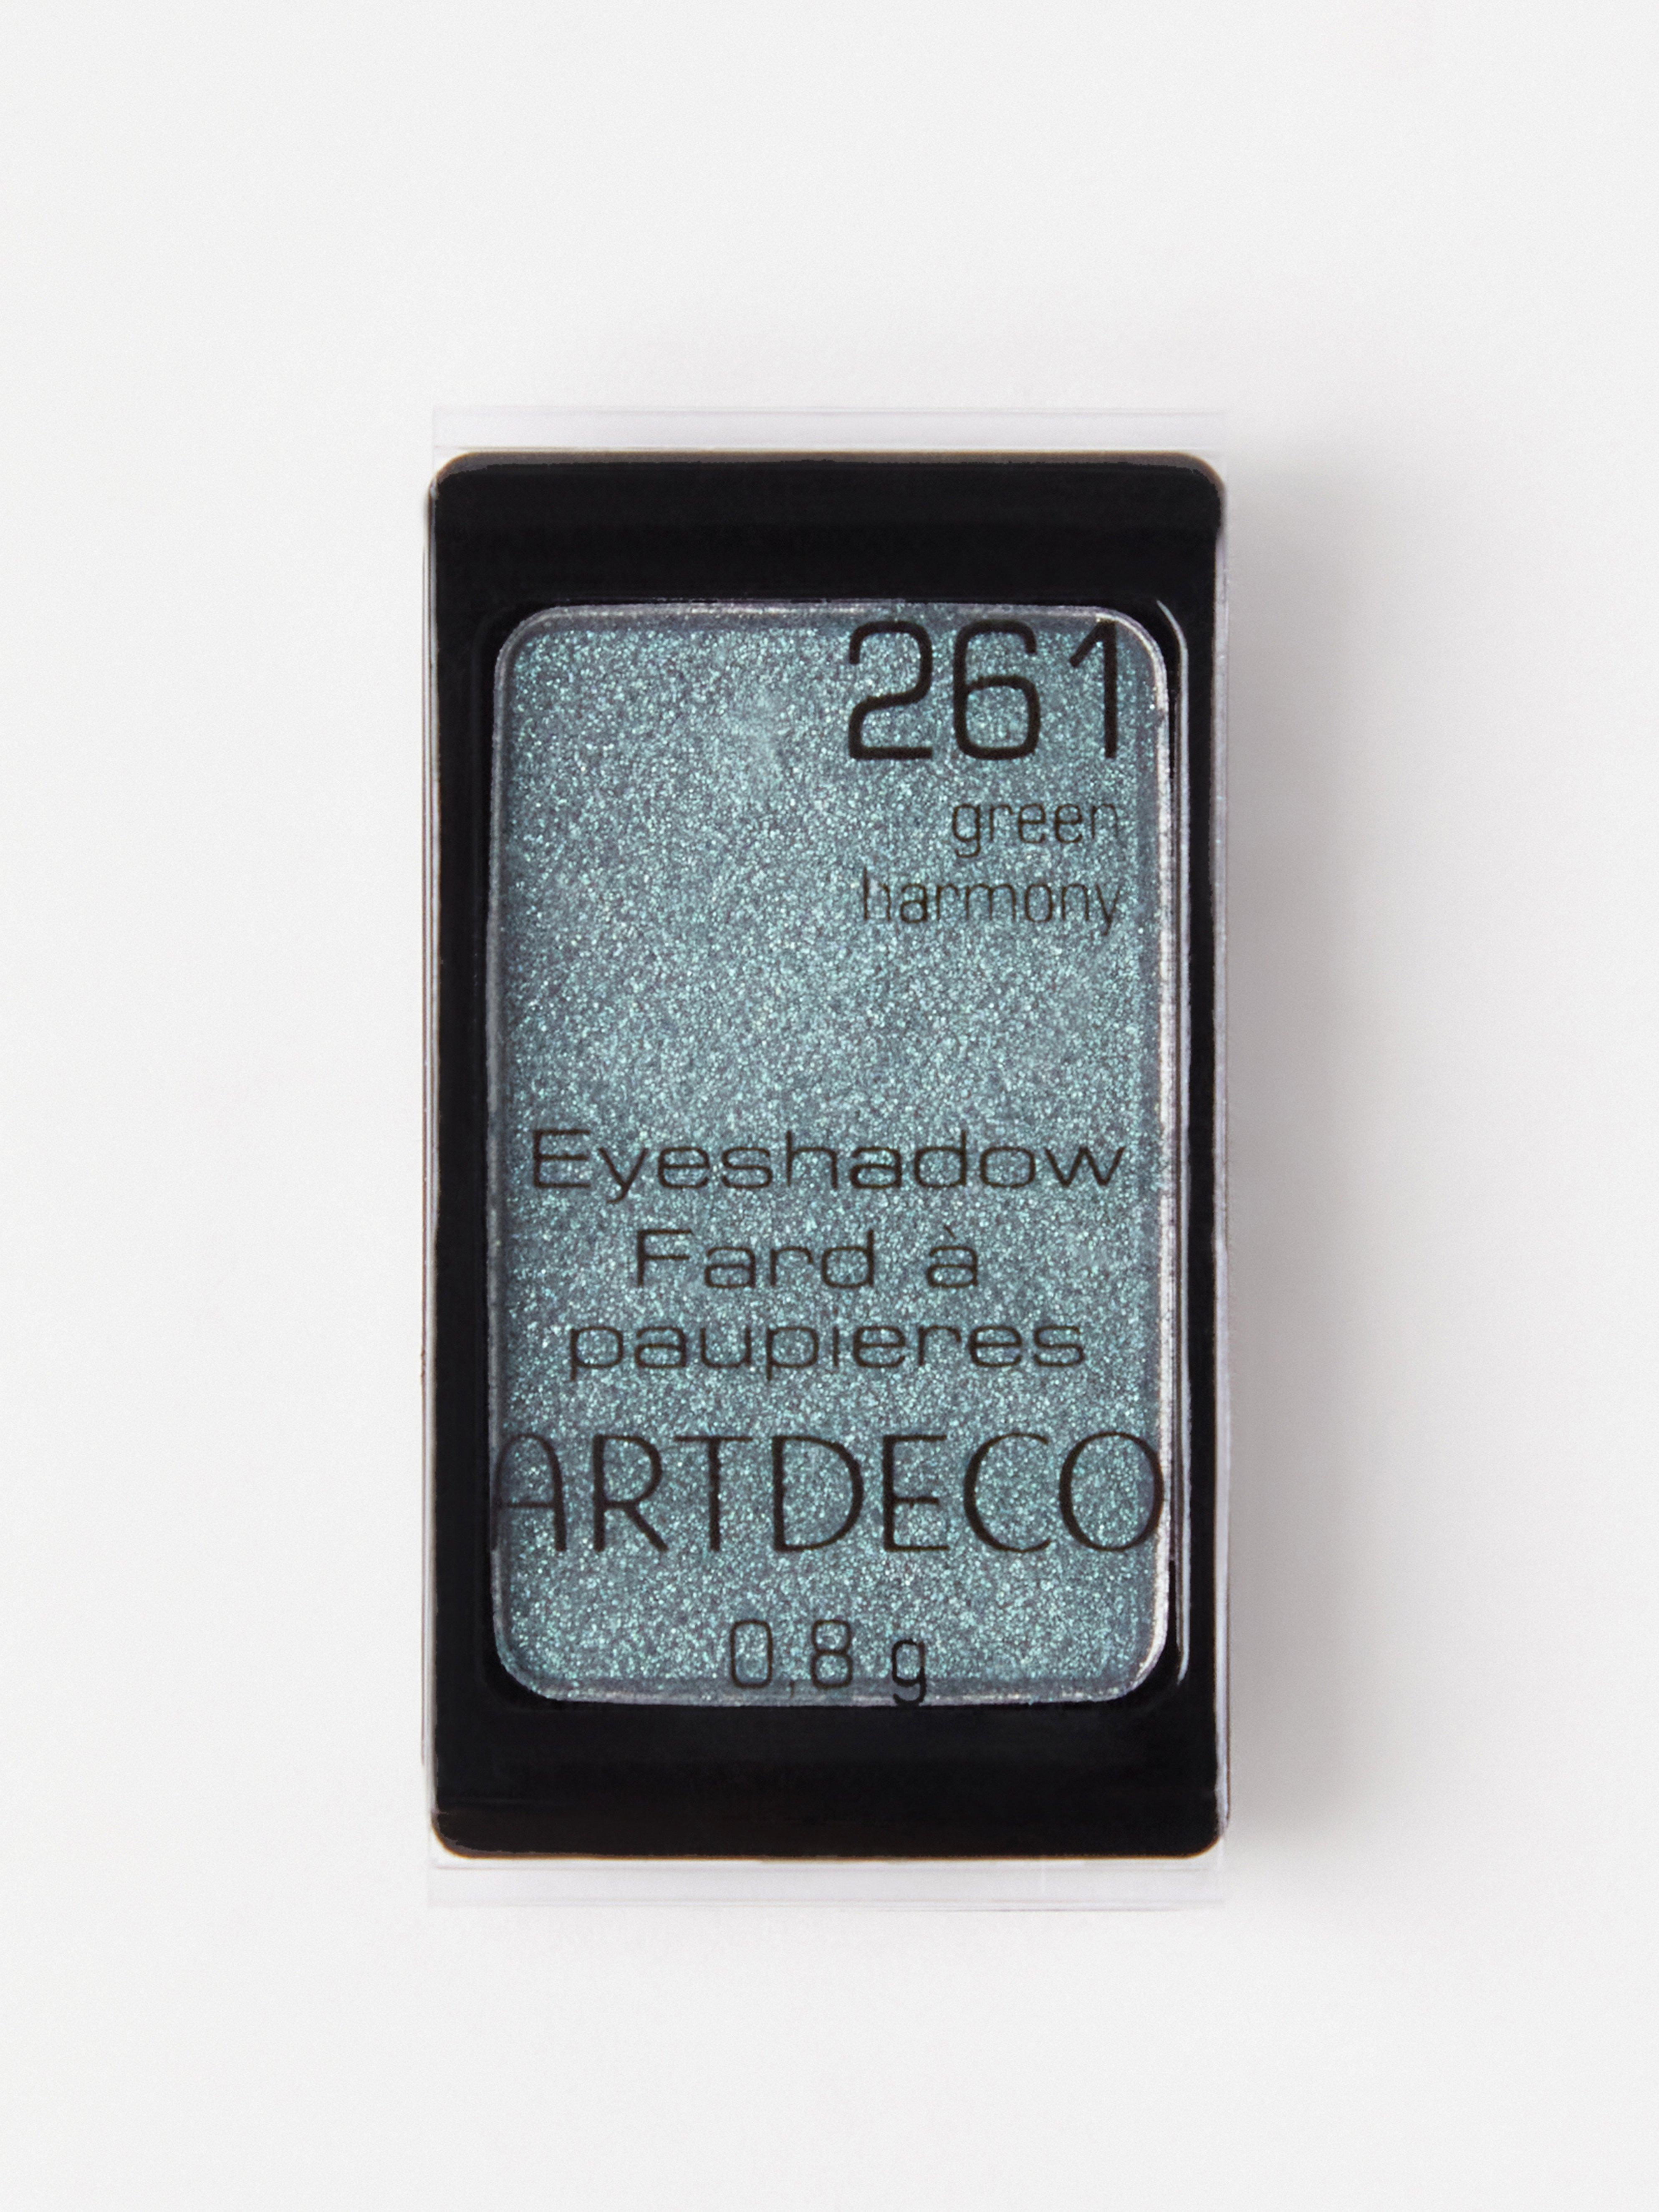 261
green
harmony
Eyeshadow
Fard à
paupieres
ARTDECO
0,8 g